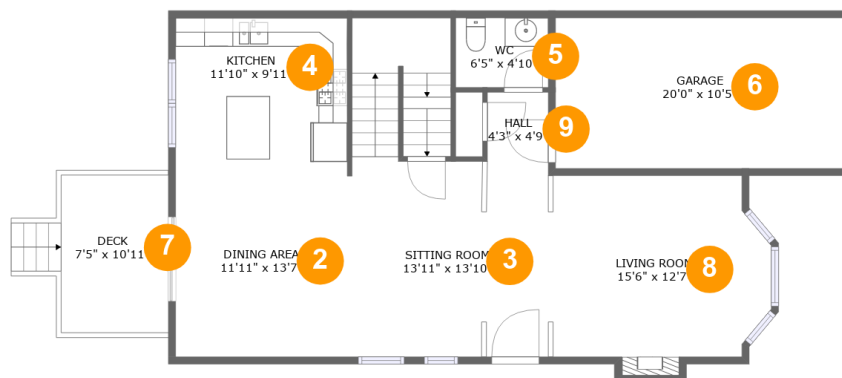 KITCHEN
11'10" x 9'11"
4
WC
6'5" x 4'10"
5
GARAGE
20'0" x 10'5"
6
HALL
4'3" x 4'9"
9
DECK
7'5" x 10'11"
7
DINING AREA
11'11" x 13'7"
2
SITTING ROOM
13'11" x 13'10"
3
LIVING ROOM
15'6" x 12'7"
8